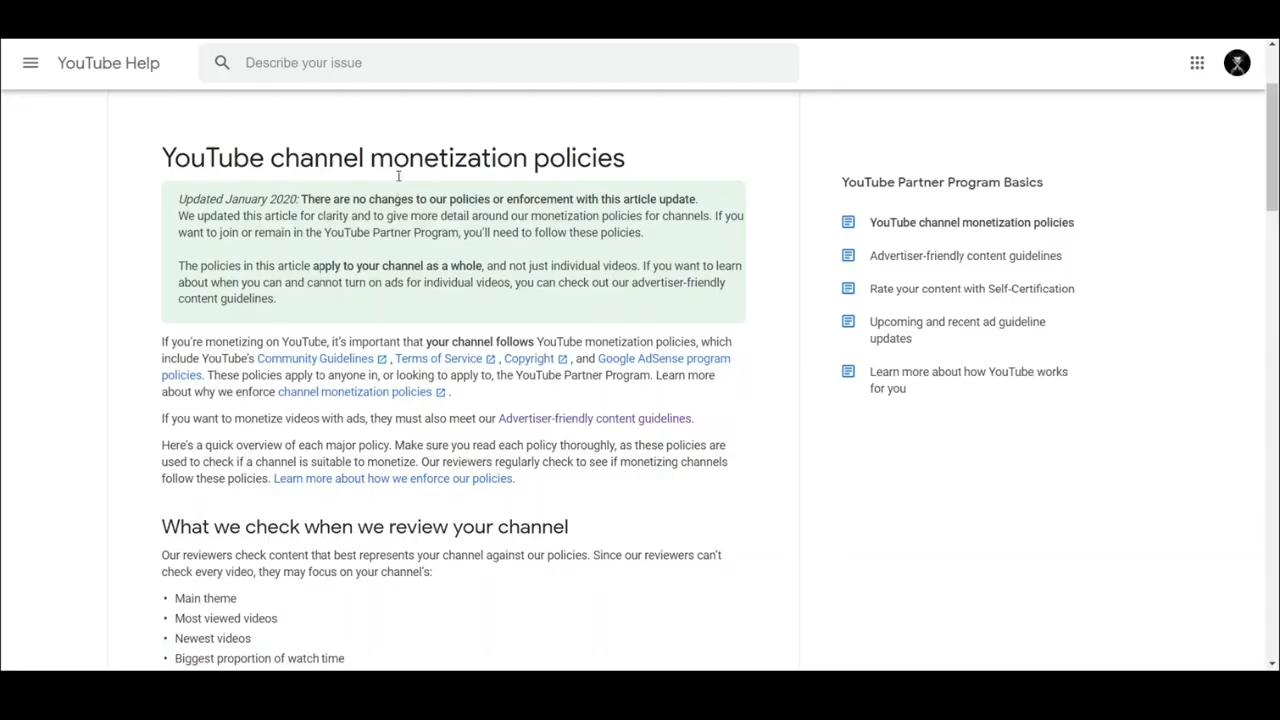 YouTube Help
Describe your issue
YouTube channel monetization policies
Updated January 2020: There are no changes to our policies or enforcement with this article update.
We updated this article for clarity and to give more detail around our monetization policies for channels. If you
want to join or remain in the YouTube Partner Program, you'll need to follow these policies.
The policies in this article apply to your channel as a whole, and not just individual videos. If you want to learn
about when you can and cannot turn on ads for individual videos, you can check out our advertiser-friendly
content guidelines.
If you're monetizing on YouTube, it's important that your channel follows YouTube monetization policies, which
include YouTube's Community Guidelines , Terms of Service , Copyright , and Google AdSense program
policies. These policies apply to anyone in, or looking to apply to, the YouTube Partner Program. Learn more
about why we enforce channel monetization policies .
If you want to monetize videos with ads, they must also meet our Advertiser-friendly content guidelines.
Here's a quick overview of each major policy. Make sure you read each policy thoroughly, as these policies are
used to check if a channel is suitable to monetize. Our reviewers regularly check to see if monetizing channels
follow these policies. Learn more about how we enforce our policies.
What we check when we review your channel
Our reviewers check content that best represents your channel against our policies. Since our reviewers can't
check every video, they may focus on your channel's:
• Main theme
• Most viewed videos
• Newest videos
• Biggest proportion of watch time
YouTube Partner Program Basics
YouTube channel monetization policies
Advertiser-friendly content guidelines
Rate your content with Self-Certification
Upcoming and recent ad guideline
updates
Learn more about how YouTube works
for you